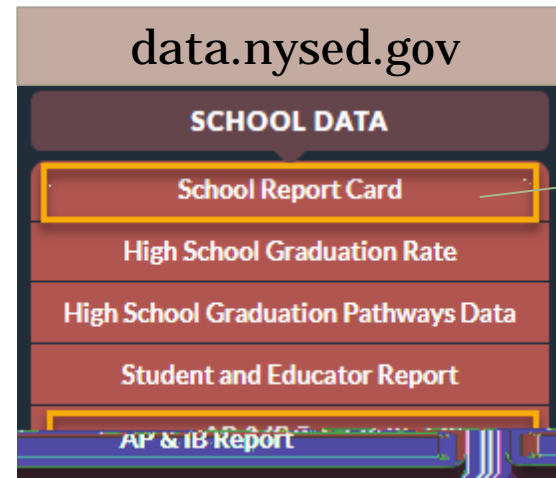 data.nysed.gov
SCHOOL DATA
School Report Card
High School Graduation Rate
High School Graduation Pathways Data
Student and Educator Report
AP & IB Report